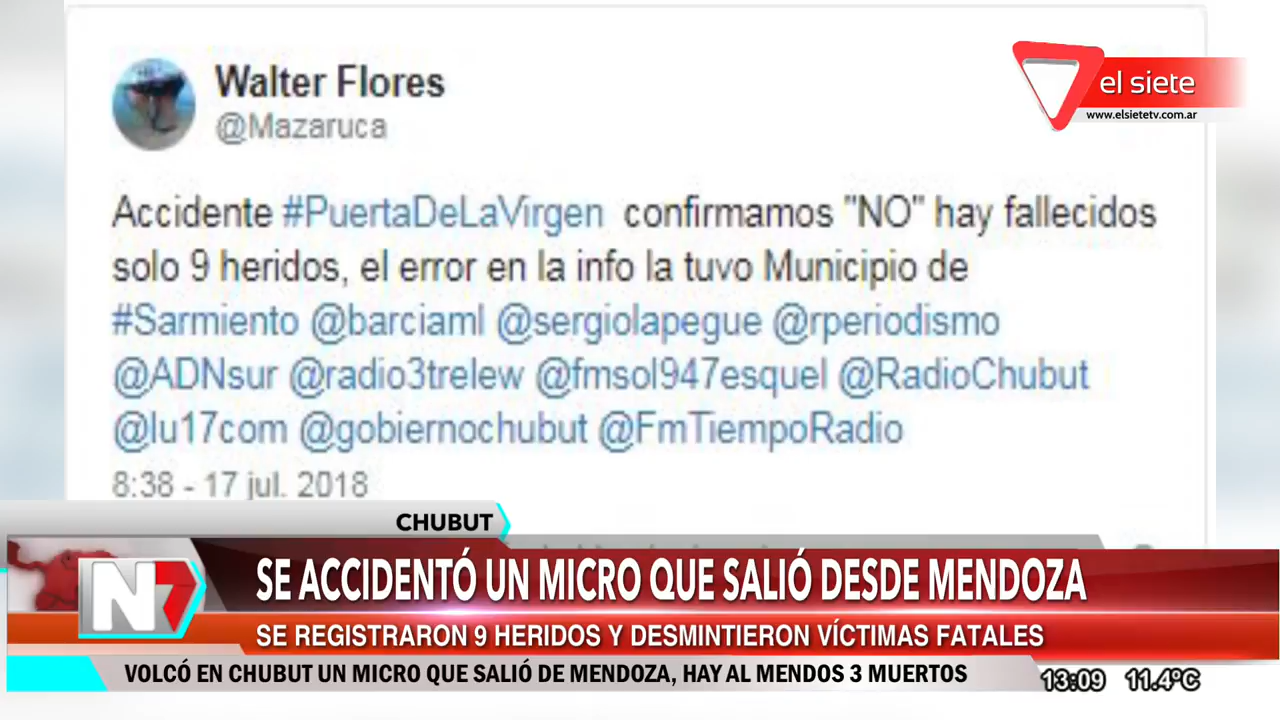 Walter Flores
@Mazaruca
el siete
www.elsietetv.com.ar
Accidente #PuertaDeLaVirgen confirmamos "NO" hay fallecidos
solo 9 heridos, el error en la info la tuvo Municipio de
#Sarmiento @barciaml @sergiolapegue @rperiodismo
@ADNsur @radio3trelew @fmsol947esquel @RadioChubut
@lu17com @gobiernochubut @FmTiempoRadio
8:38 - 17 jul. 2018
CHUBUT
N7
SE ACCIDENTÓ UN MICRO QUE SALIÓ DESDE MENDOZA
SE REGISTRARON 9 HERIDOS Y DESMINTIERON VÍCTIMAS FATALES
VOLCÓ EN CHUBUT UN MICRO QUE SALIÓ DE MENDOZA, HAY AL MENDOS 3 MUERTOS
13:09 11.4ºC